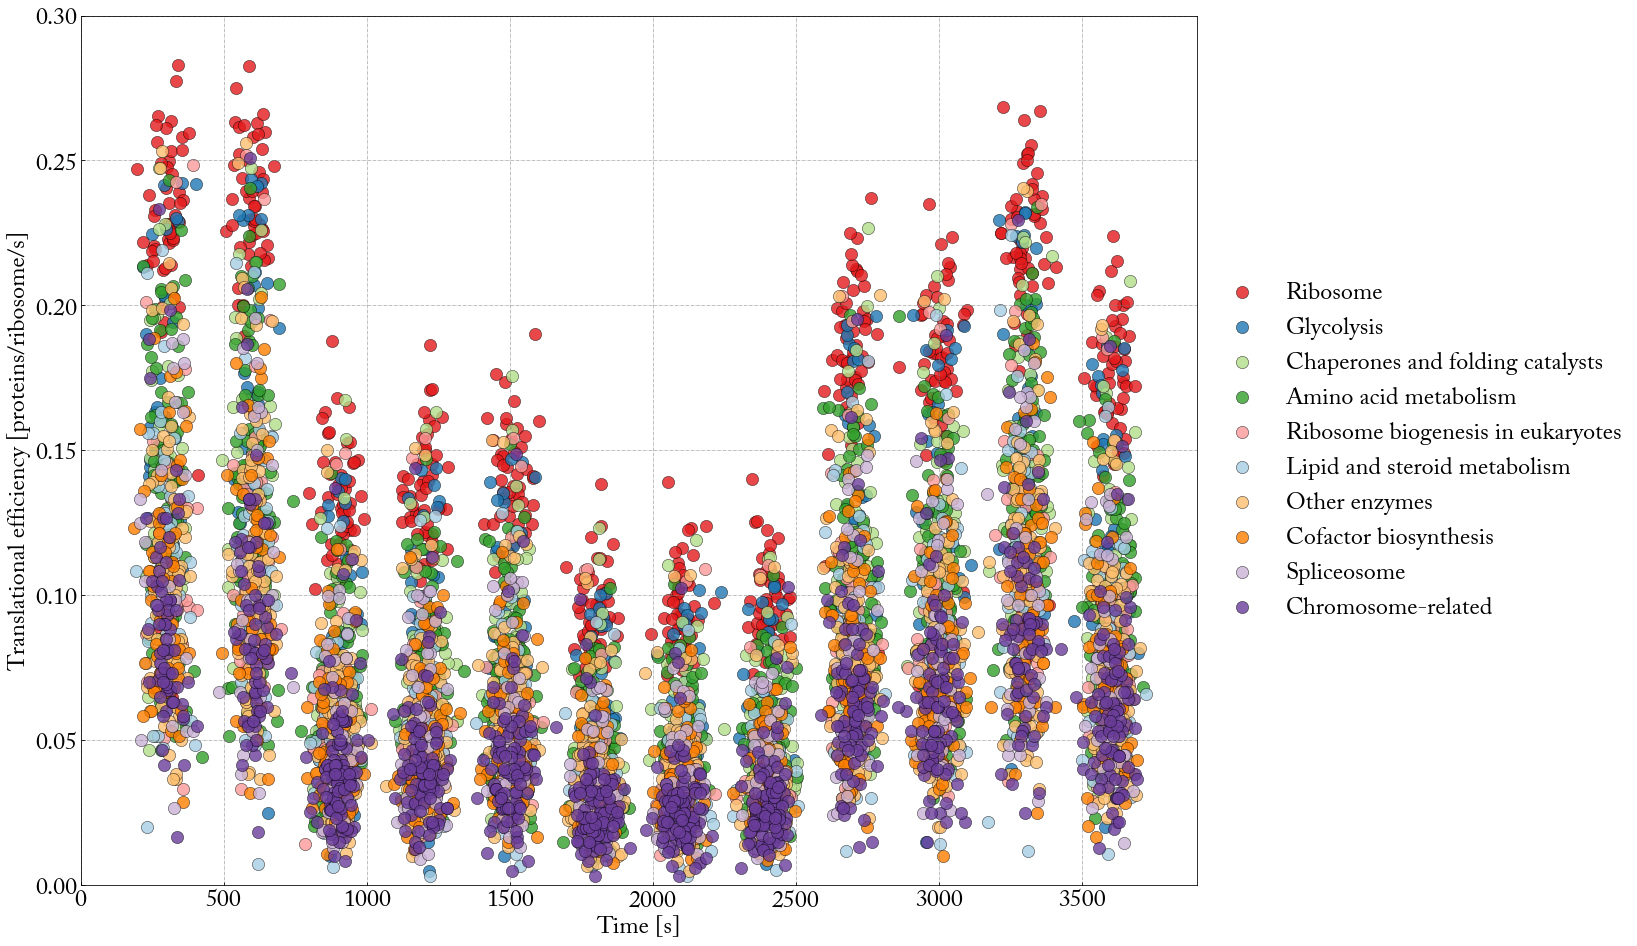 0.30
0.25
0.20
0.15
0.10
0.05
0.00
Translational efficiency [proteins/ribosome/s]
0 500 1000 1500 2000 2500 3000 3500
Time [s]
Ribosome
Glycolysis
Chaperones and folding catalysts
Amino acid metabolism
Ribosome biogenesis in eukaryotes
Lipid and steroid metabolism
Other enzymes
Cofactor biosynthesis
Spliceosome
Chromosome-related